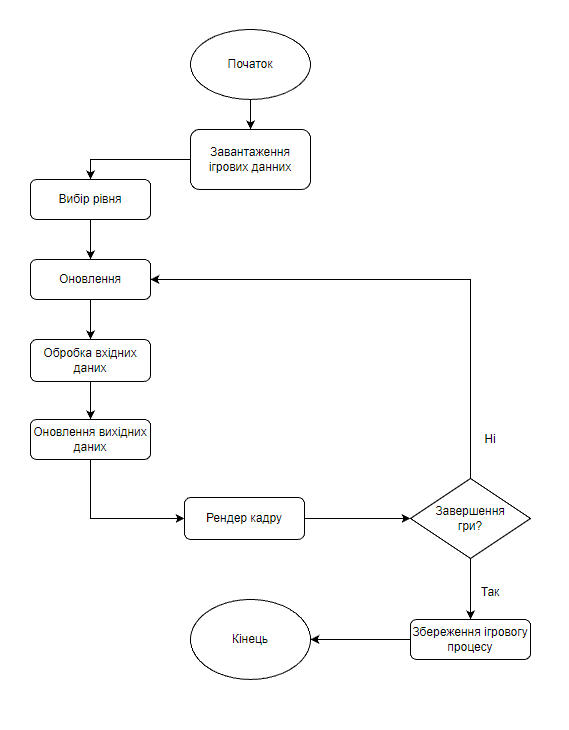 Початок
Завантаження
ігрових данних
Вибір рівня
Оновлення
Обробка вхідних
даних
Оновлення вихідних
даних
Ні
Рендер кадру
Завершення
гри?
Так
Збереження ігровогу
процесу
Кінець